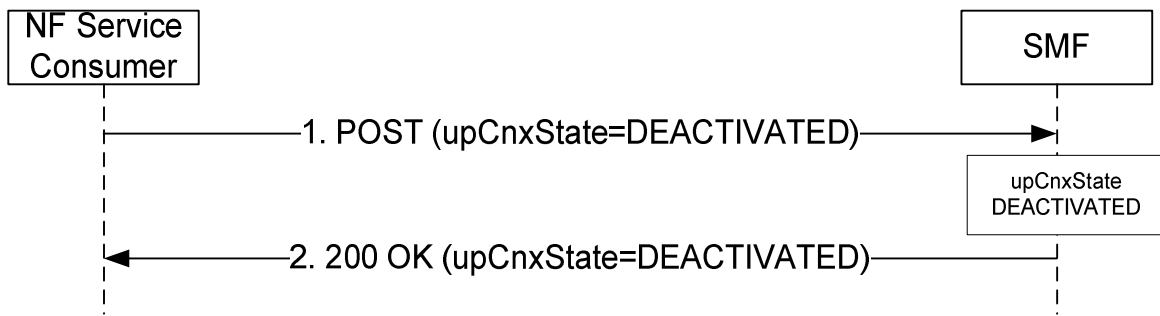 NF Service
Consumer
SMF
1. POST (upCnxState=DEACTIVATED)
upCnxState
DEACTIVATED
2. 200 OK (upCnxState=DEACTIVATED)